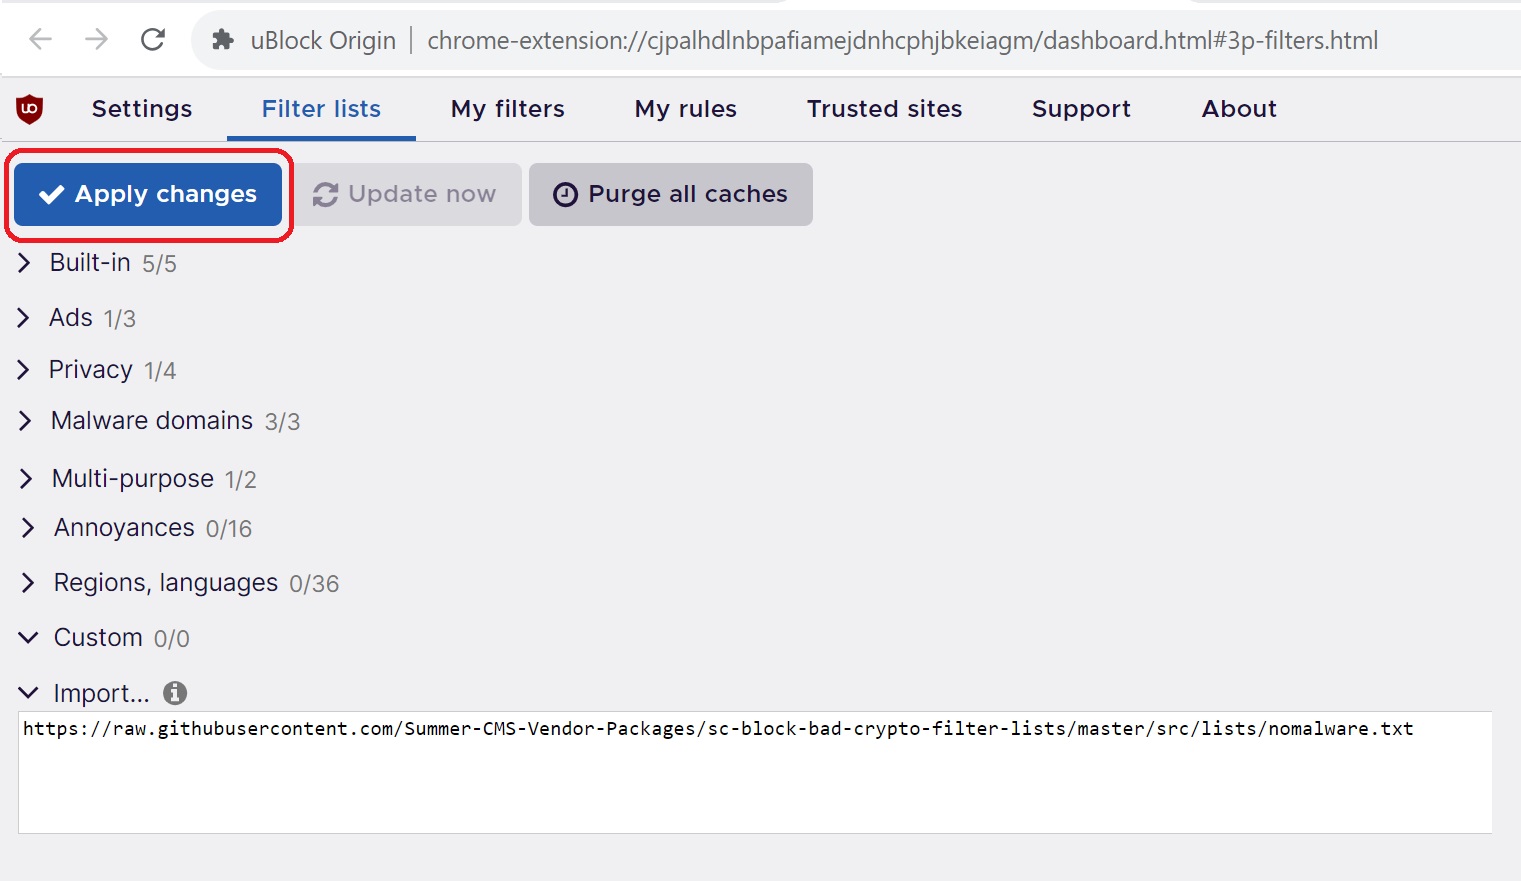 uBlock Origin | chrome-extension://cjpalhdlnbpafiamejdnhcphjbkeiagm/dashboard.html#3p-filters.html
uo Settings Filter lists My filters My rules Trusted sites Support About
Apply changes Update now Purge all caches
Built-in 5/5
Ads 1/3
Privacy 1/4
Malware domains 3/3
Multi-purpose 1/2
Annoyances 0/16
Regions, languages 0/36
Custom 0/0
Import...
https://raw.githubusercontent.com/Summer-CMS-Vendor-Packages/sc-block-bad-crypto-filter-lists/master/src/lists/nomalware.txt